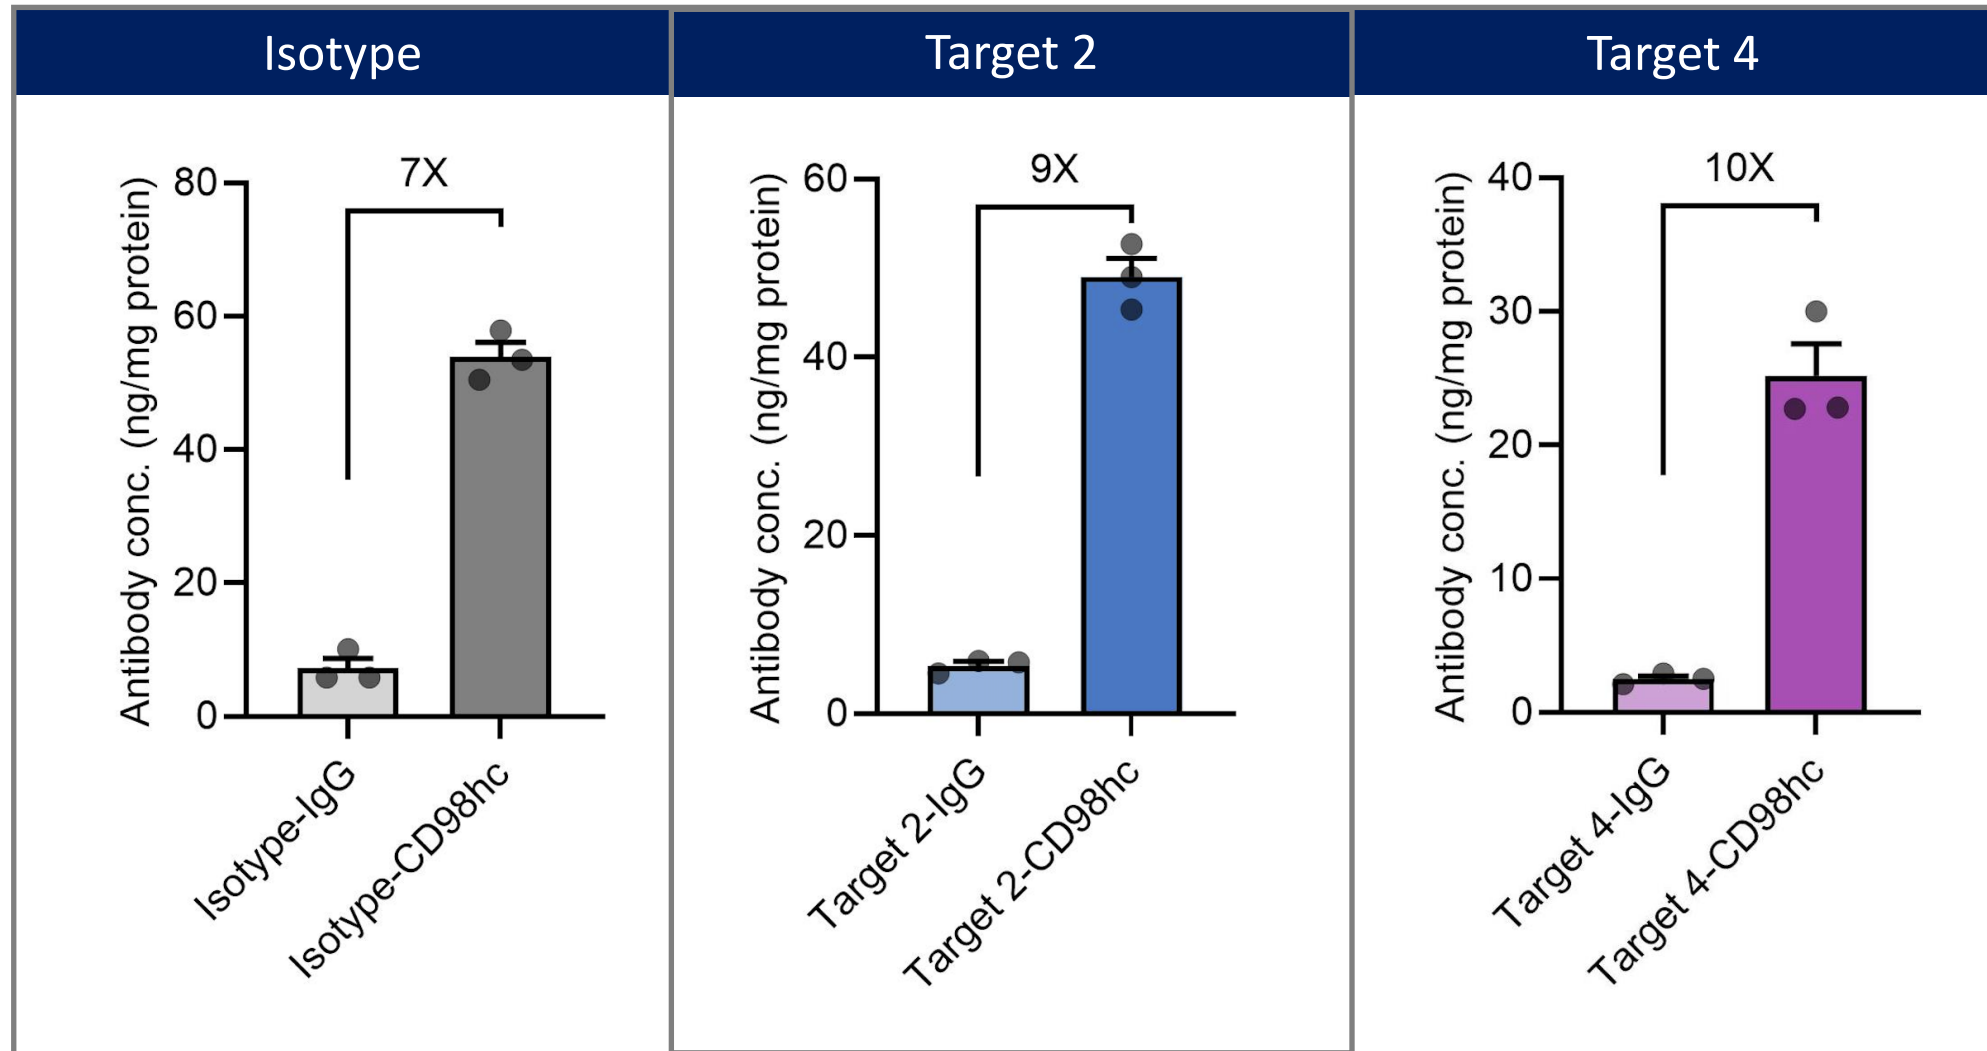 Isotype
Target 2
Target 4
7X
Antibody conc. (ng/mg protein)
80
60
40
20
0
Isotype-IgG
Isotype-CD98hc
9X
Antibody conc. (ng/mg protein)
60
40
20
0
Target 2-IgG
Target 2-CD98hc
10X
Antibody conc. (ng/mg protein)
40
30
20
10
0
Target 4-IgG
Target 4-CD98hc